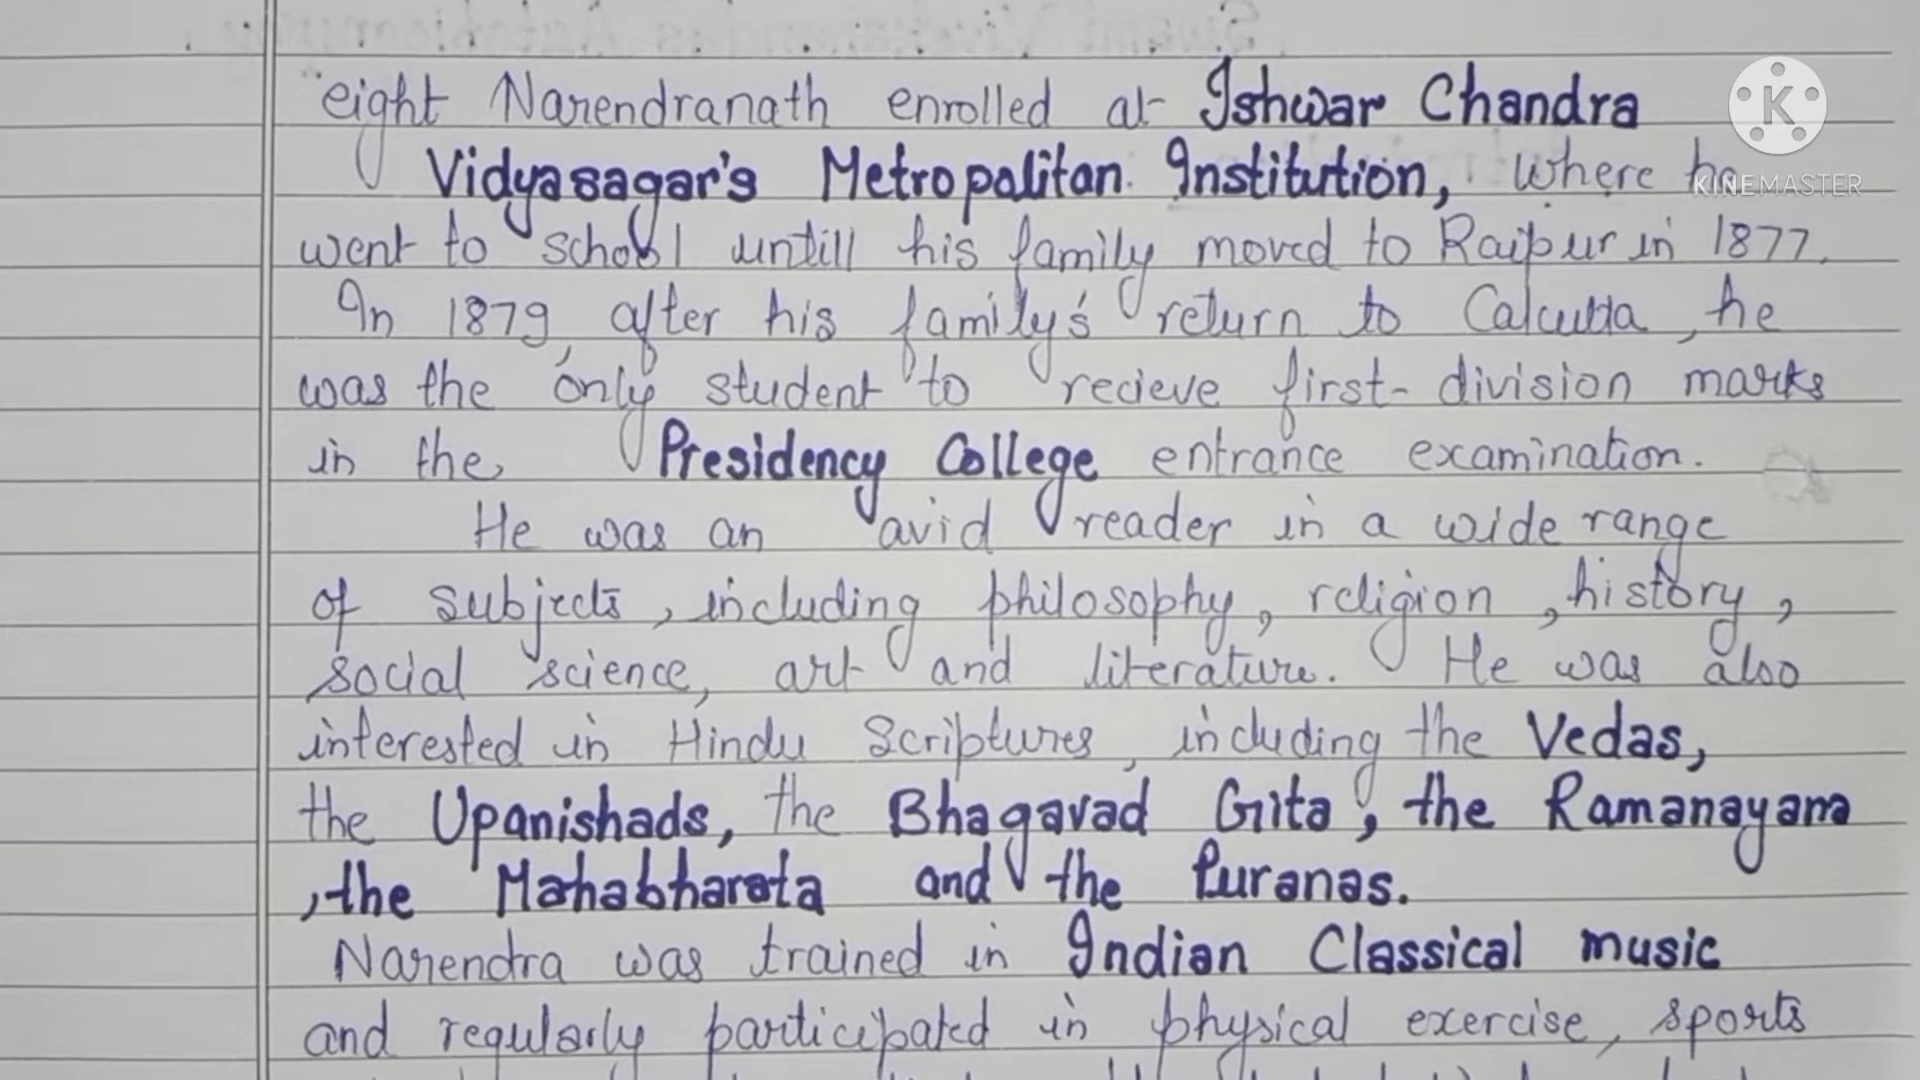 eight Narendranath enrolled at Ishwar Chandra
Vidyasagar's Metropolitan Institution, where he
went to school untill his family moved to Raipur in 1877.
In 1879, after his family's return to Calcutta, he
was the only student to recieve first-division marks
in the Presidency College entrance examination.
He was an avid reader in a wide range
of subjects, including philosophy, religion, history,
social science, art and literature. He was also
interested in Hindu Scriptures, including the Vedas,
the Upanishads, the Bhagavad Gita, the Ramanayana
, the Mahabharata and the Puranas.
Narendra was trained in Indian Classical music
and regularly participated in physical exercise, sports
K
KINEMASTER